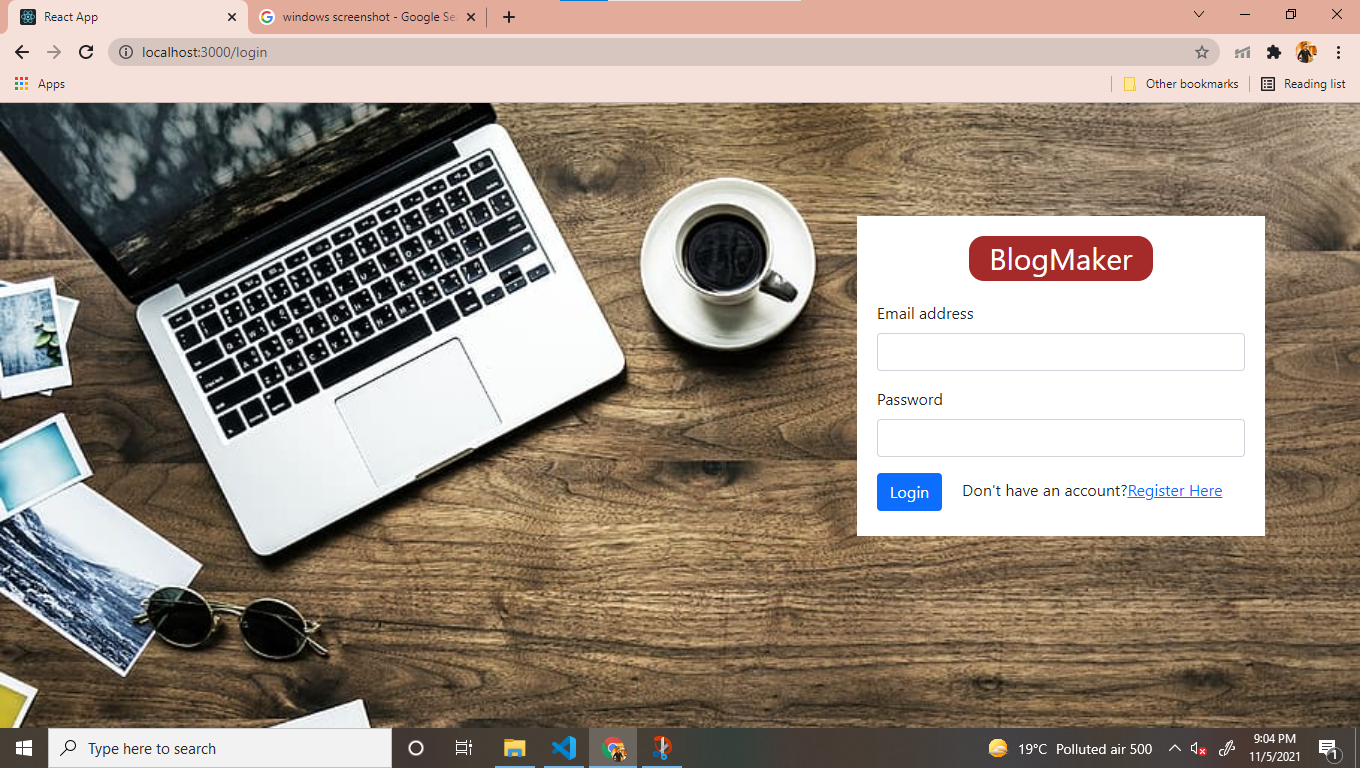 React App
windows screenshot - Google Se
localhost:3000/login
Apps
Other bookmarks
Reading list
BlogMaker
Email address
Password
Login
Don't have an account?Register Here
Type here to search
19°C Polluted air 500
9:04 PM
11/5/2021
1